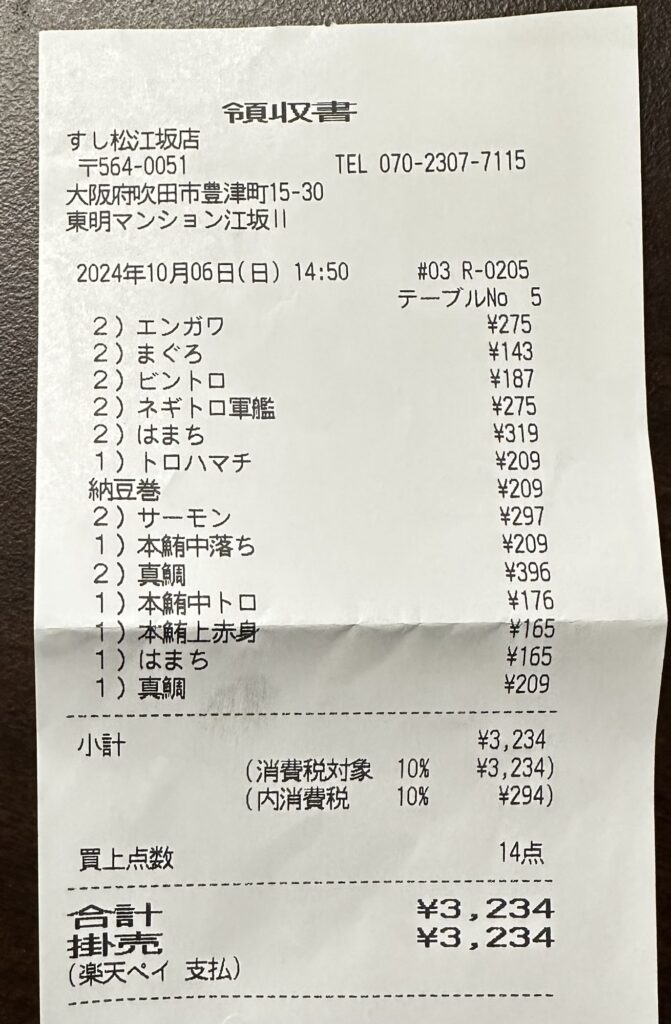 領収書
すし松江坂店
〒564-0051 TEL 070-2307-7115
大阪府吹田市豊津町15-30
東明マンション江坂Ⅱ
2024年10月06日(日) 14:50 #03 R-0205
テーブルNo 5
2) エンガワ ¥275
2) まぐろ ¥143
2) ビントロ ¥187
2) ネギトロ軍艦 ¥275
2) はまち ¥319
1) トロハマチ ¥209
納豆巻 ¥209
2) サーモン ¥297
1) 本鮪中落ち ¥209
2) 真鯛 ¥396
1) 本鮪中トロ ¥176
1) 本鮪上赤身 ¥165
1) はまち ¥165
1) 真鯛 ¥209
小計 ¥3,234
(消費税対象 10% ¥3,234)
(内消費税 10% ¥294)
買上点数 14点
合計 ¥3,234
掛売 ¥3,234
(楽天ペイ 支払)